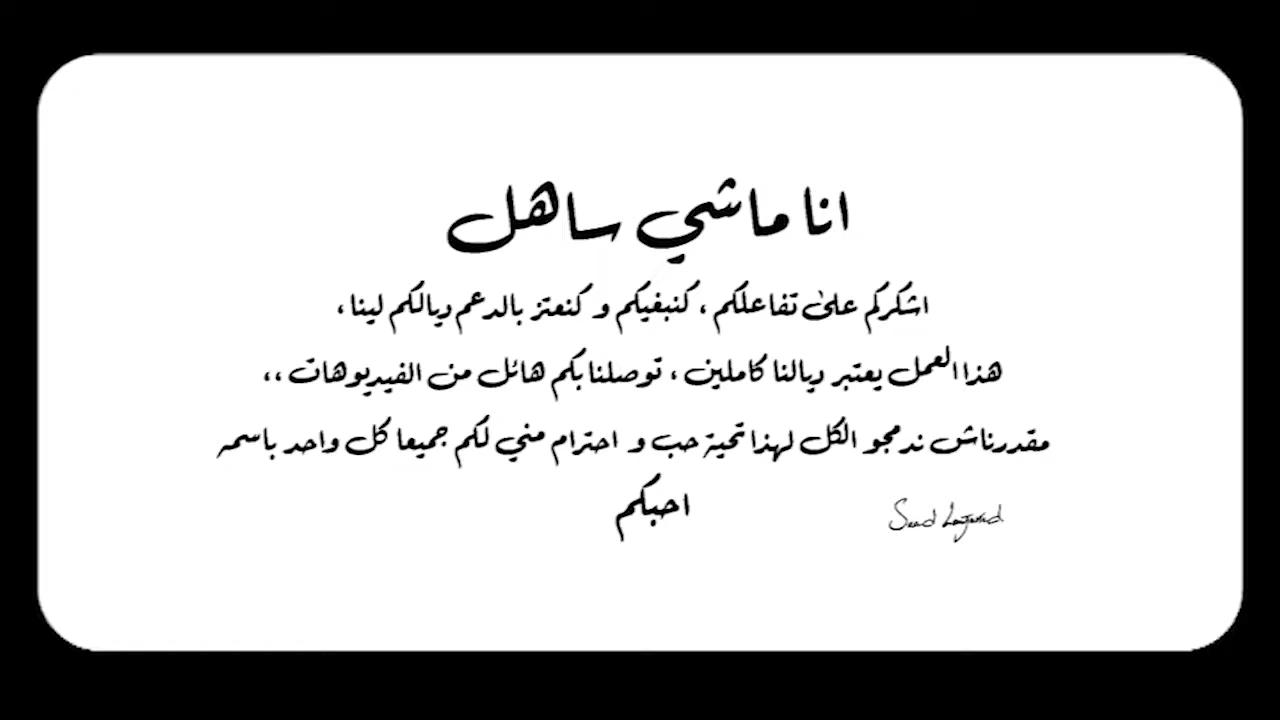 انا ماشي ساهل
اشكركم على تفاعلكم ، كنبغيكم و كنعتز بالدعم ديالكم لينا ،
هذا العمل يعتبر ديالنا كاملين ، توصلنا بكم هائل من الفيديوهات ،،
مقدرناش ندمجو الكل لهذا تحية حب و احترام مني لكم جميعا كل واحد باسمه
احبكم
Saad Lamjarred